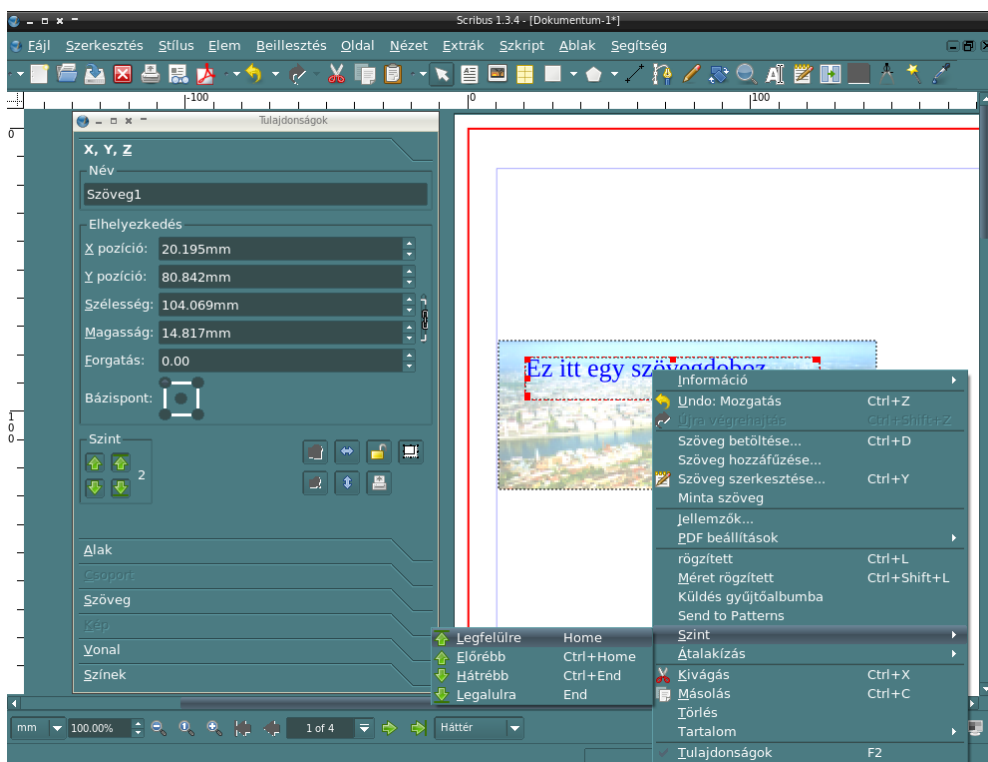 Scribus 1.3.4 - [Dokumentum-1*]
Fájl Szerkesztés Stílus Elem Beillesztés Oldal Nézet Extrák Szkript Ablak Segítség
-100 0 100
0
100
Tulajdonságok
X, Y, Z
Név
Szöveg1
Elhelyezkedés
X pozíció: 20.195mm
Y pozíció: 80.842mm
Szélesség: 104.069mm
Magasság: 14.817mm
Forgatás: 0.00
Bázispont:
Szint
2
Alak
Csoport
Szöveg
Kép
Vonal
Színek
Ez itt egy szövegdoboz
Információ
Undo: Mozgatás Ctrl+Z
Újra végrehajtás Ctrl+Shift+Z
Szöveg betöltése... Ctrl+D
Szöveg hozzáfűzése...
Szöveg szerkesztése... Ctrl+Y
Minta szöveg
Jellemzők...
PDF beállítások
rögzített Ctrl+L
Méret rögzített Ctrl+Shift+L
Küldés gyűjtőalbumba
Send to Patterns
Szint
Átalakízás
Kivágás Ctrl+X
Másolás Ctrl+C
Törlés
Tartalom
Tulajdonságok F2
Legfelülre Home
Előrébb Ctrl+Home
Hátrébb Ctrl+End
Legalulra End
mm 100.00% 1 of 4 Háttér